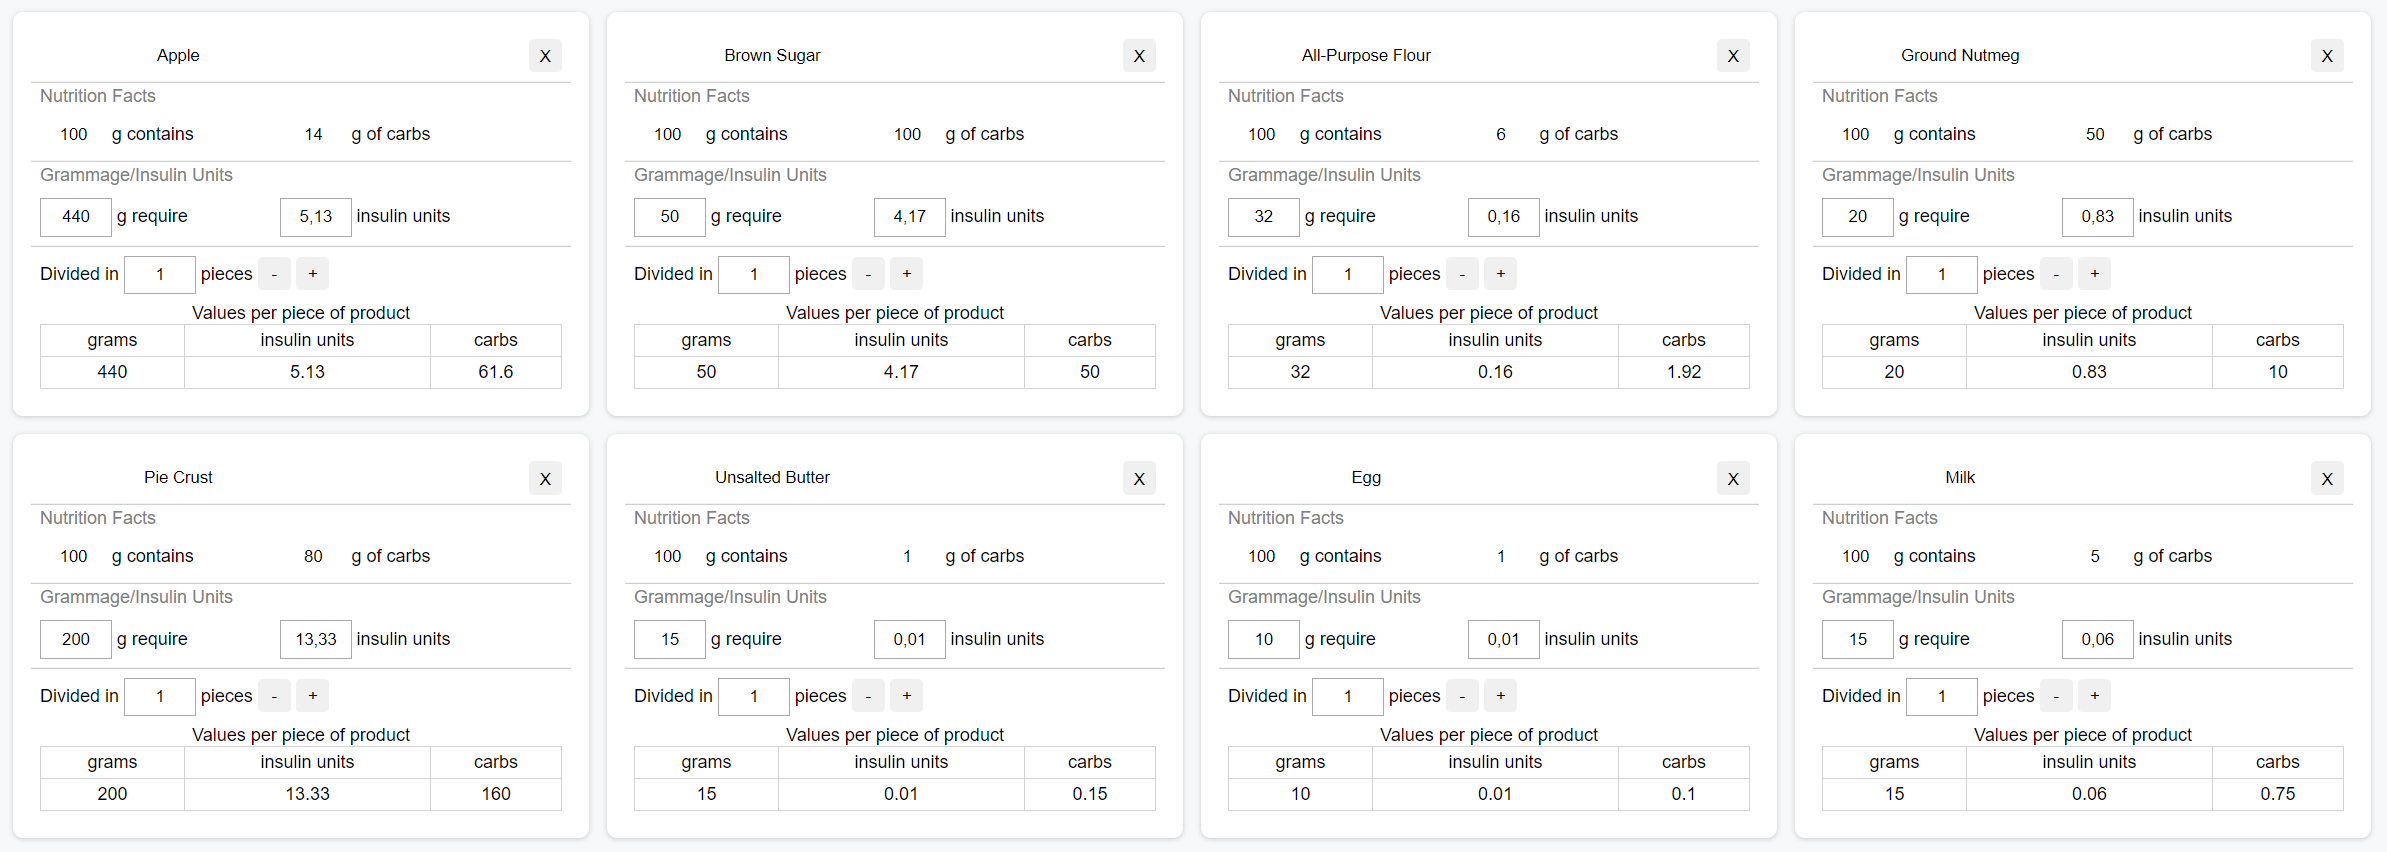 Apple X
Nutrition Facts
100 g contains 14 g of carbs
Grammage/Insulin Units
440 g require 5,13 insulin units
Divided in 1 pieces - +
Values per piece of product
grams insulin units carbs
440 5.13 61.6
Brown Sugar X
Nutrition Facts
100 g contains 100 g of carbs
Grammage/Insulin Units
50 g require 4,17 insulin units
Divided in 1 pieces - +
Values per piece of product
grams insulin units carbs
50 4.17 50
All-Purpose Flour X
Nutrition Facts
100 g contains 6 g of carbs
Grammage/Insulin Units
32 g require 0,16 insulin units
Divided in 1 pieces - +
Values per piece of product
grams insulin units carbs
32 0.16 1.92
Ground Nutmeg X
Nutrition Facts
100 g contains 50 g of carbs
Grammage/Insulin Units
20 g require 0,83 insulin units
Divided in 1 pieces - +
Values per piece of product
grams insulin units carbs
20 0.83 10
Pie Crust X
Nutrition Facts
100 g contains 80 g of carbs
Grammage/Insulin Units
200 g require 13,33 insulin units
Divided in 1 pieces - +
Values per piece of product
grams insulin units carbs
200 13.33 160
Unsalted Butter X
Nutrition Facts
100 g contains 1 g of carbs
Grammage/Insulin Units
15 g require 0,01 insulin units
Divided in 1 pieces - +
Values per piece of product
grams insulin units carbs
15 0.01 0.15
Egg X
Nutrition Facts
100 g contains 1 g of carbs
Grammage/Insulin Units
10 g require 0,01 insulin units
Divided in 1 pieces - +
Values per piece of product
grams insulin units carbs
10 0.01 0.1
Milk X
Nutrition Facts
100 g contains 5 g of carbs
Grammage/Insulin Units
15 g require 0,06 insulin units
Divided in 1 pieces - +
Values per piece of product
grams insulin units carbs
15 0.06 0.75